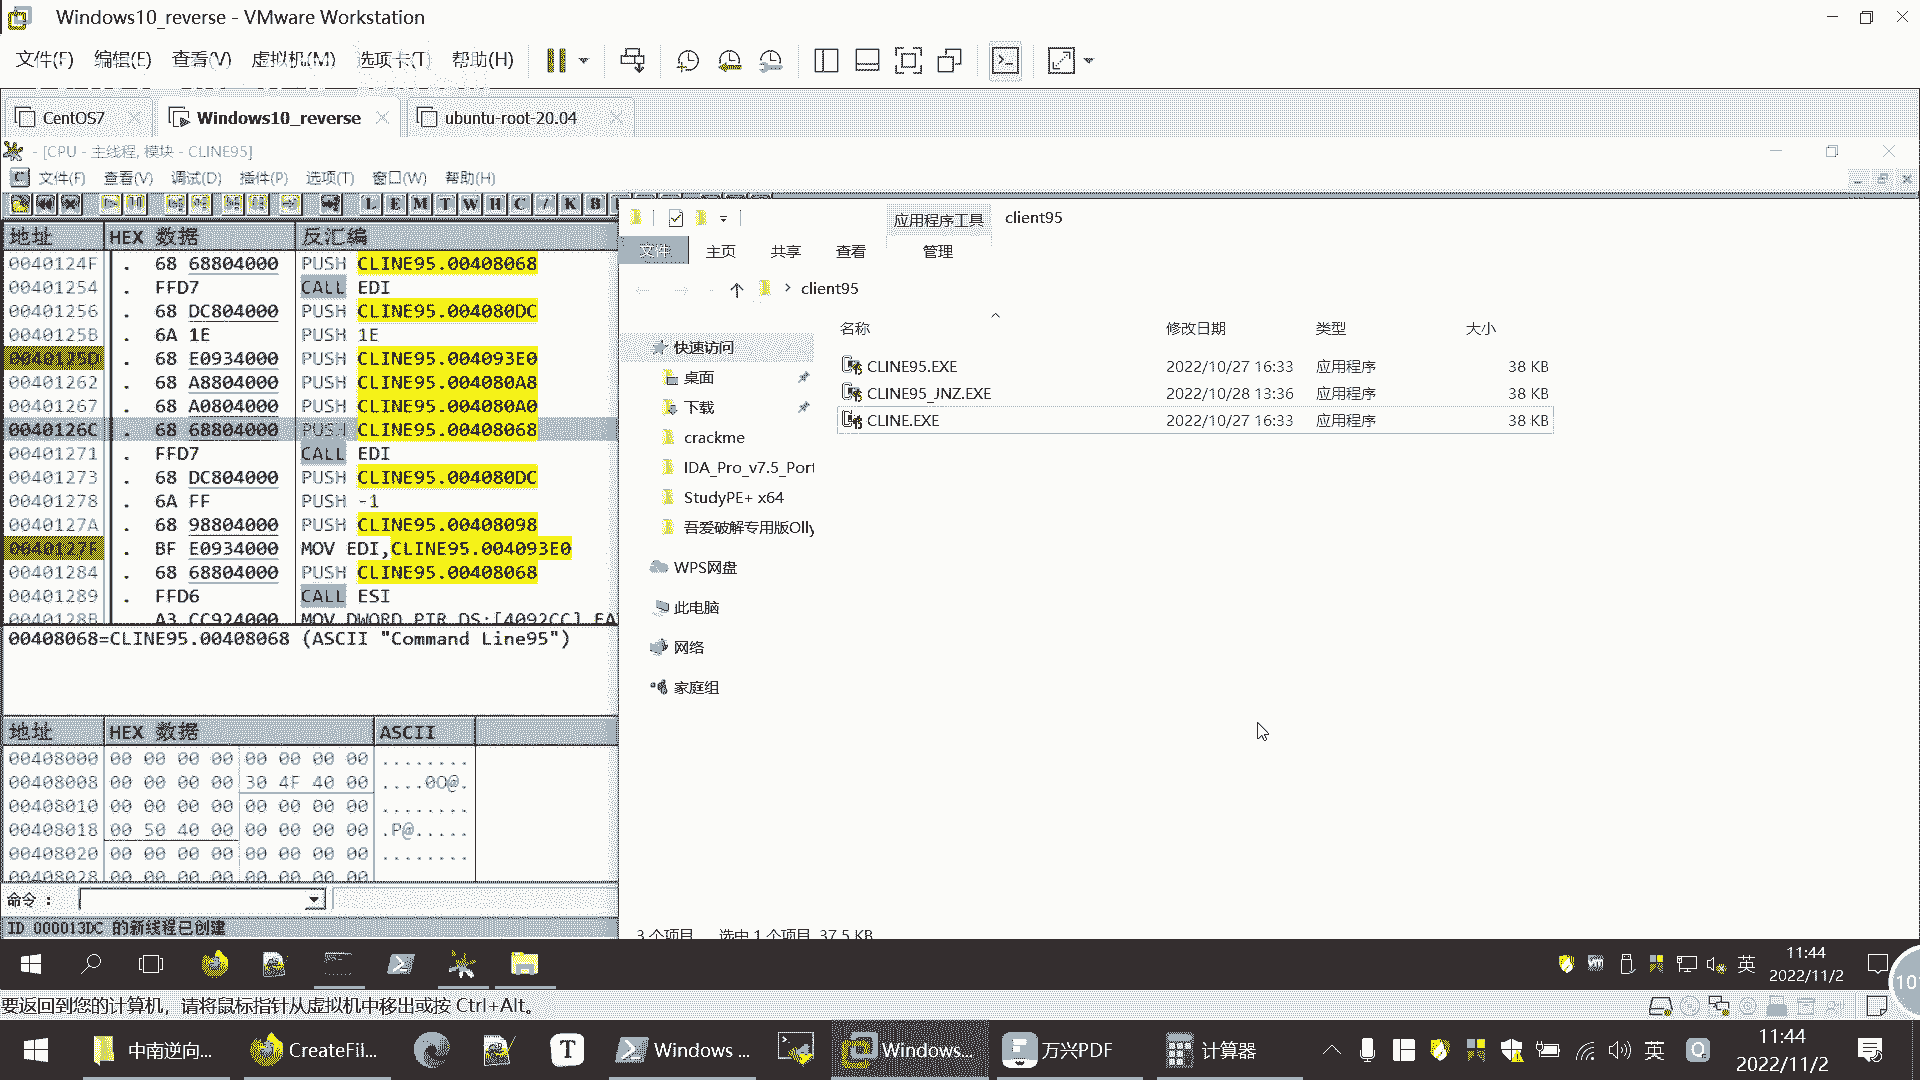 Windows10_reverse - VMware Workstation
文件(F) 编辑(E) 查看(V) 虚拟机(M) 选项卡(T) 帮助(H)
CentOS7 Windows10_reverse ubuntu-root-20.04
- [CPU - 主线程, 模块 - CLINE95]
文件(F) 查看(V) 调试(D) 插件(P) 选项(T) 窗口(W) 帮助(H)
L E M T W H C / K B
地址 HEX 数据 反汇编
0040124F . 68 68804000 PUSH CLINE95.00408068
00401254 . FFD7 CALL EDI
00401256 . 68 DC804000 PUSH CLINE95.004080DC
0040125B . 6A 1E PUSH 1E
0040125D . 68 E0934000 PUSH CLINE95.004093E0
00401262 . 68 A8804000 PUSH CLINE95.004080A8
00401267 . 68 A0804000 PUSH CLINE95.004080A0
0040126C . 68 68804000 PUSH CLINE95.00408068
00401271 . FFD7 CALL EDI
00401273 . 68 DC804000 PUSH CLINE95.004080DC
00401278 . 6A FF PUSH -1
0040127A . 68 98804000 PUSH CLINE95.00408098
0040127F . BF E0934000 MOV EDI,CLINE95.004093E0
00401284 . 68 68804000 PUSH CLINE95.00408068
00401289 . FFD6 CALL ESI
0040128B . A3 CC924000 MOV DWORD PTR DS:[4092CC],EA
00408068=CLINE95.00408068 (ASCII "Command Line95")
地址 HEX 数据 ASCII
00408000 00 00 00 00 00 00 00 00 ........
00408008 00 00 00 00 30 4F 40 00 ....0O@.
00408010 00 00 00 00 00 00 00 00 ........
00408018 00 50 40 00 00 00 00 00 .P@.....
00408020 00 00 00 00 00 00 00 00 ........
00408028 00 00 00 00 00 00 00 00
命令 :
ID 000013DC 的新线程已创建
应用程序工具 client95
文件 主页 共享 查看 管理
client95
名称 修改日期 类型 大小
CLINE95.EXE 2022/10/27 16:33 应用程序 38 KB
CLINE95_JNZ.EXE 2022/10/28 13:36 应用程序 38 KB
CLINE.EXE 2022/10/27 16:33 应用程序 38 KB
快速访问
桌面
下载
crackme
IDA_Pro_v7.5_Port
StudyPE+ x64
吾爱破解专用版Olly
WPS网盘
此电脑
网络
家庭组
3 个项目 选中 1 个项目 37.5 KB
英 11:44
2022/11/2
要返回到您的计算机，请将鼠标指针从虚拟机中移出或按 Ctrl+Alt。
10
中南逆向... CreateFil... T Windows ... Windows... 万兴PDF 计算器 英 11:44
2022/11/2